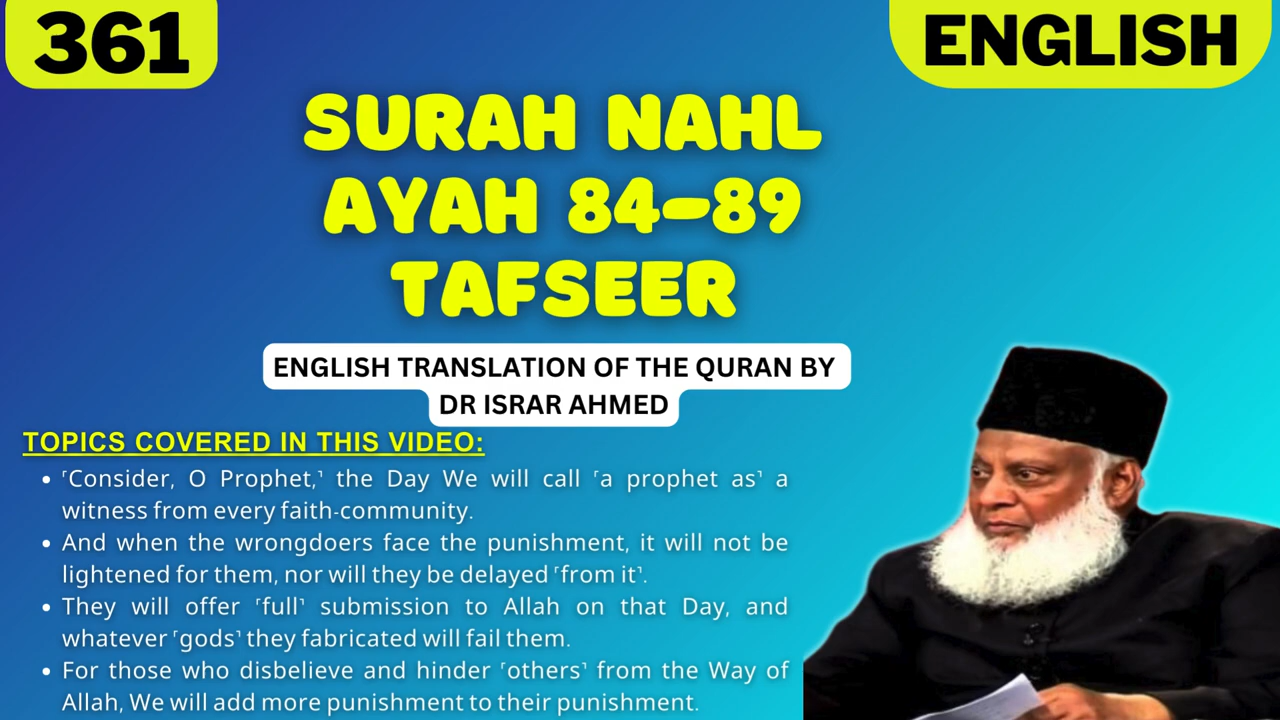 361
ENGLISH
SURAH NAHL
AYAH 84-89
TAFSEER
ENGLISH TRANSLATION OF THE QURAN BY
DR ISRAR AHMED
TOPICS COVERED IN THIS VIDEO:
• ˹Consider, O Prophet,˺ the Day We will call ˹a prophet as˺ a
witness from every faith-community.
• And when the wrongdoers face the punishment, it will not be
lightened for them, nor will they be delayed ˹from it˺.
• They will offer ˹full˺ submission to Allah on that Day, and
whatever ˹gods˺ they fabricated will fail them.
• For those who disbelieve and hinder ˹others˺ from the Way of
Allah, We will add more punishment to their punishment.